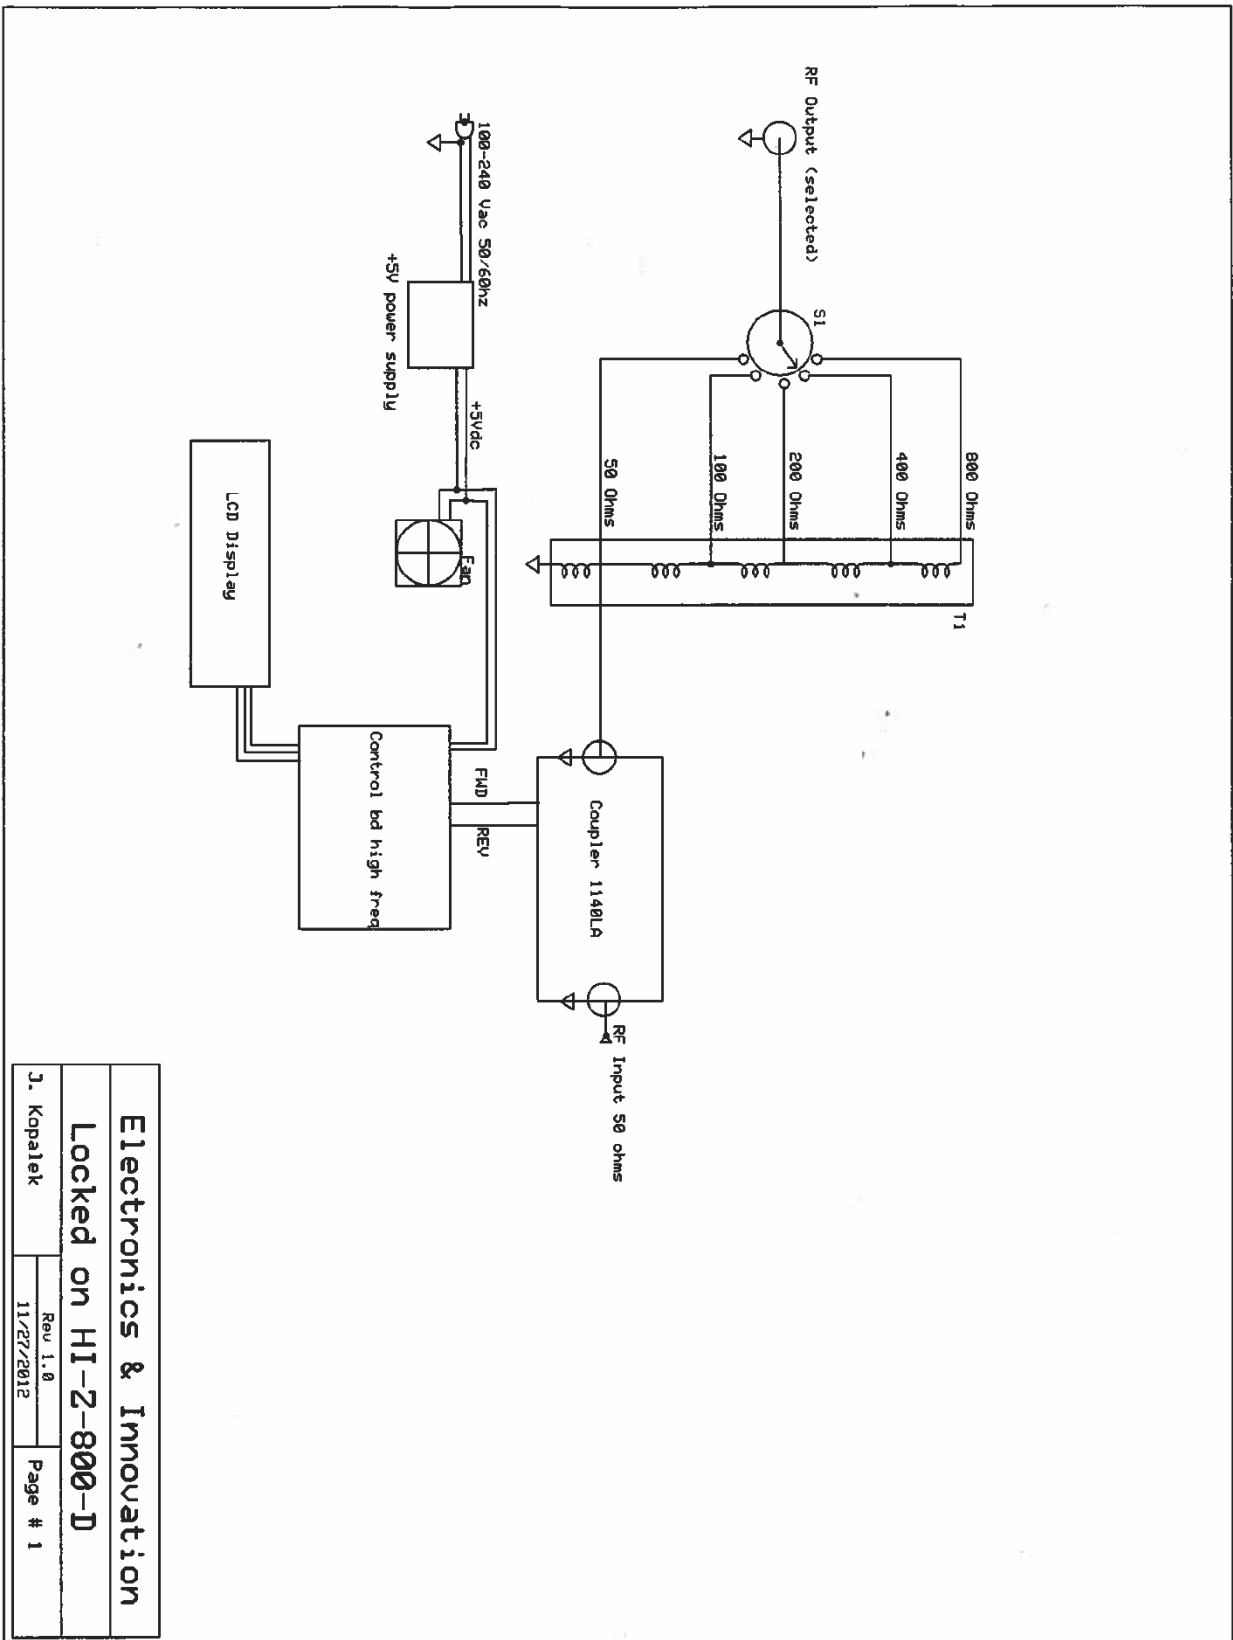 RF Output (selected)
S1
800 Ohms
400 Ohms
200 Ohms
100 Ohms
50 Ohms
T1
100-240 Vac 50/60hz
+5V power supply
+5Vdc
Fan
LCD Display
Control bd high freq
FWD
REV
Coupler 1140LA
RF Input 50 ohms
Electronics & Innovation
Locked on HI-Z-800-D
J. Kopalek
Rev 1.0
11/27/2012
Page # 1